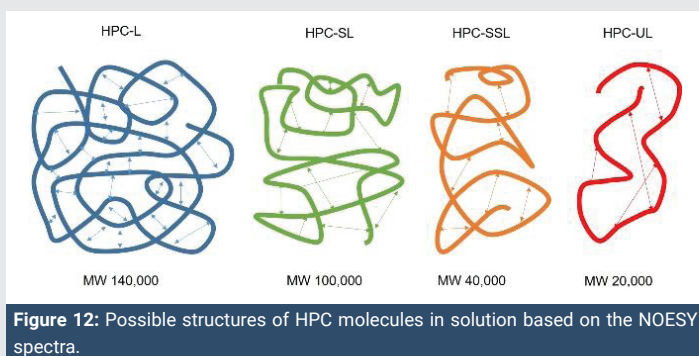 HPC-L HPC-SL HPC-SSL HPC-UL
MW 140,000 MW 100,000 MW 40,000 MW 20,000
Figure 12: Possible structures of HPC molecules in solution based on the NOESY
spectra.